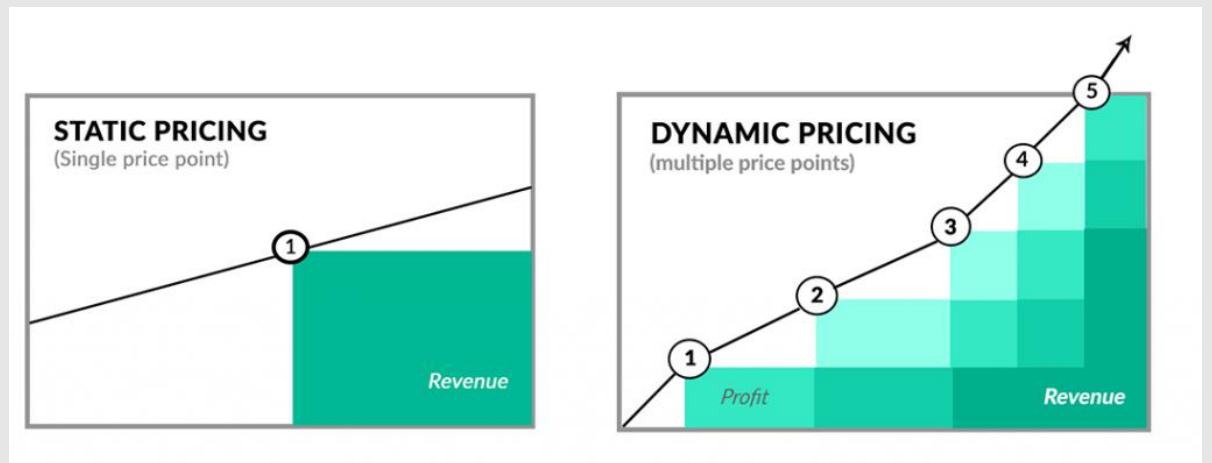 STATIC PRICING
(Single price point)
1
Revenue
DYNAMIC PRICING
(multiple price points)
5
4
3
2
1
Profit
Revenue